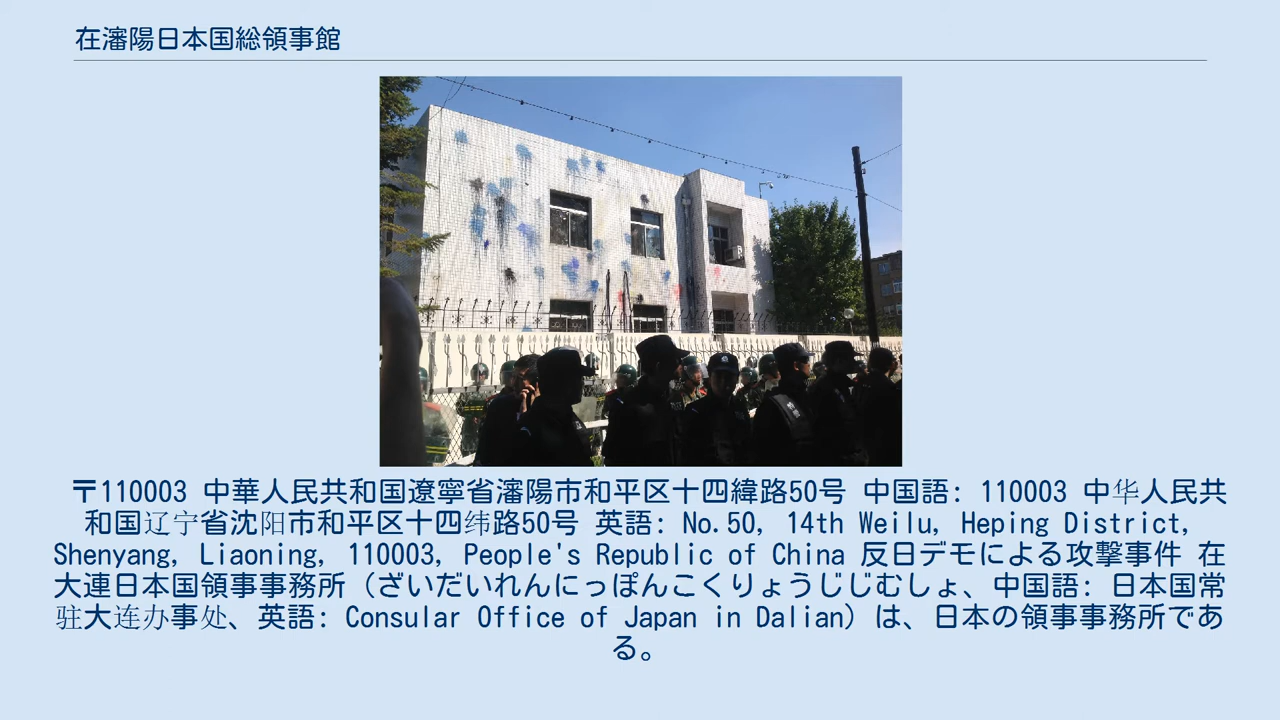 在瀋陽日本国総領事館
〒110003 中華人民共和国遼寧省瀋陽市和平区十四緯路50号 中国語: 110003 中华人民共
和国辽宁省沈阳市和平区十四纬路50号 英語: No.50, 14th Weilu, Heping District,
Shenyang, Liaoning, 110003, People's Republic of China 反日デモによる攻撃事件 在
大連日本国領事事務所（ざいだいれんにっぽんこくりょうじじむしょ、中国語: 日本国常
驻大连办事处、英語: Consular Office of Japan in Dalian）は、日本の領事事務所であ
る。